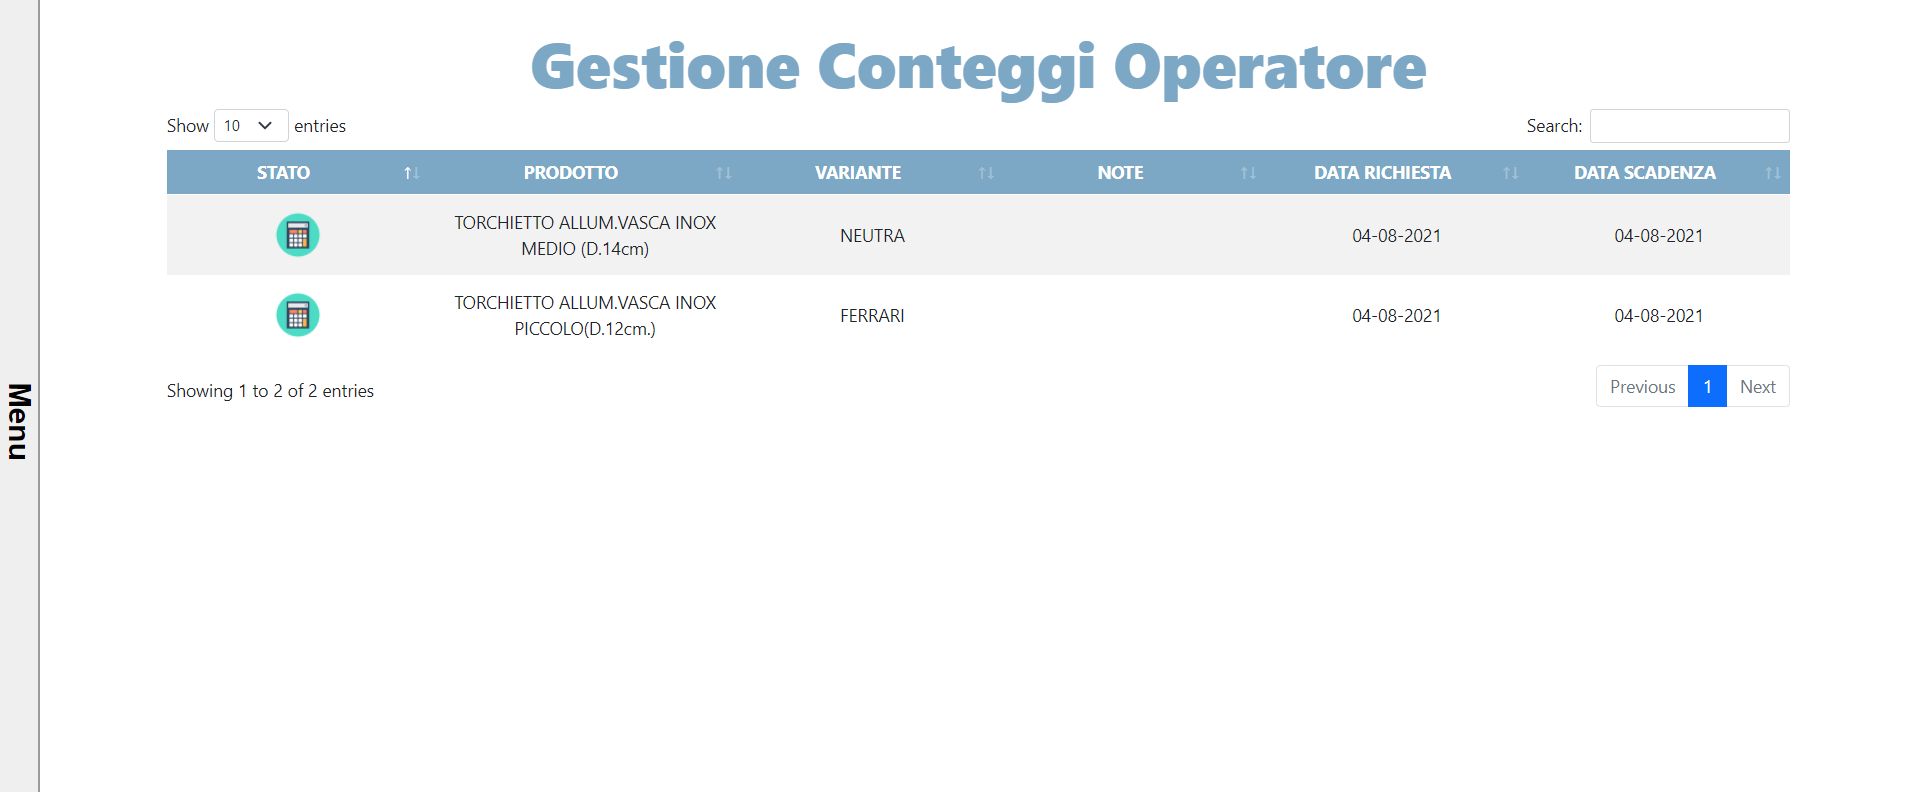 Gestione Conteggi Operatore
Show 10 entries
Search:
STATO PRODOTTO VARIANTE NOTE DATA RICHIESTA DATA SCADENZA
TORCHIETTO ALLUM.VASCA INOX
MEDIO (D.14cm)
NEUTRA
04-08-2021
04-08-2021
TORCHIETTO ALLUM.VASCA INOX
PICCOLO(D.12cm.)
FERRARI
04-08-2021
04-08-2021
Showing 1 to 2 of 2 entries
Previous 1 Next
Menu